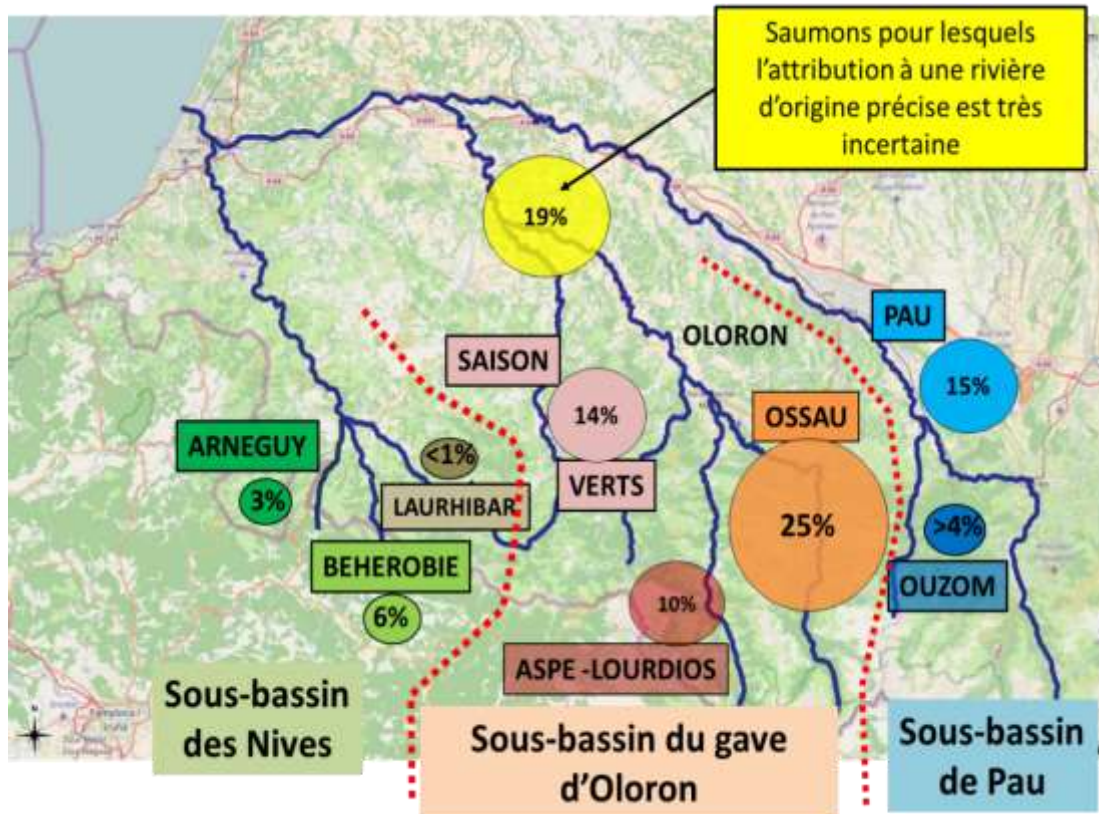 Saumons pour lesquels
l'attribution à une rivière
d'origine précise est très
incertaine
19%
PAU
15%
OLORON
SAISON
14%
OSSAU
25%
ARNEGUY
3%
<1%
LAURHIBAR
VERTS
>4%
OUZOM
BEHEROBIE
6%
10%
ASPE -LOURDIOS
Sous-bassin
des Nives
Sous-bassin du gave
d'Oloron
Sous-bassin
de Pau